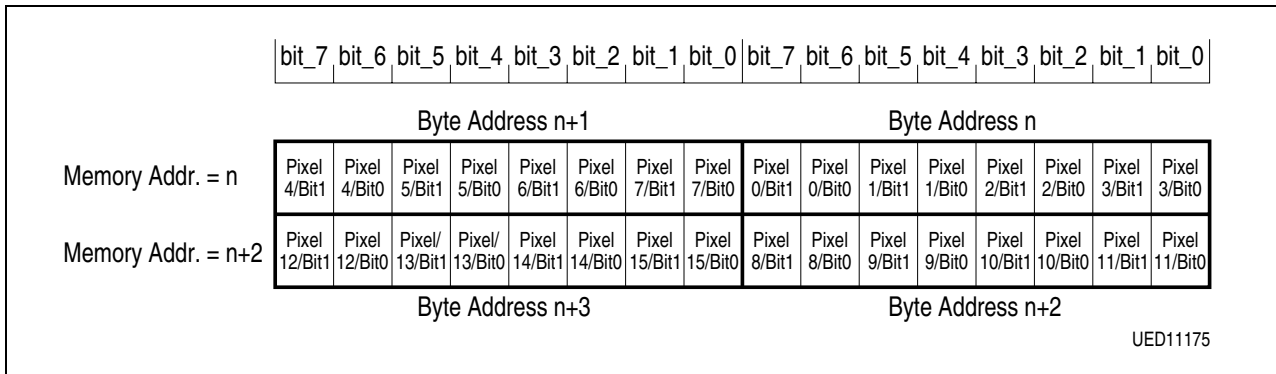 bit_7 bit_6 bit_5 bit_4 bit_3 bit_2 bit_1 bit_0 bit_7 bit_6 bit_5 bit_4 bit_3 bit_2 bit_1 bit_0
Byte Address n+1 Byte Address n
Pixel Pixel Pixel Pixel Pixel Pixel Pixel Pixel Pixel Pixel Pixel Pixel Pixel Pixel Pixel Pixel
Memory Addr. = n
4/Bit1 4/Bit0 5/Bit1 5/Bit0 6/Bit1 6/Bit0 7/Bit1 7/Bit0 0/Bit1 0/Bit0 1/Bit1 1/Bit0 2/Bit1 2/Bit0 3/Bit1 3/Bit0
Pixel Pixel Pixel/ Pixel/ Pixel Pixel Pixel Pixel Pixel Pixel Pixel Pixel Pixel Pixel Pixel Pixel
Memory Addr. = n+2
12/Bit1 12/Bit0 13/Bit1 13/Bit0 14/Bit1 14/Bit0 15/Bit1 15/Bit0 8/Bit1 8/Bit0 9/Bit1 9/Bit0 10/Bit1 10/Bit0 11/Bit1 11/Bit0
Byte Address n+3 Byte Address n+2
UED11175